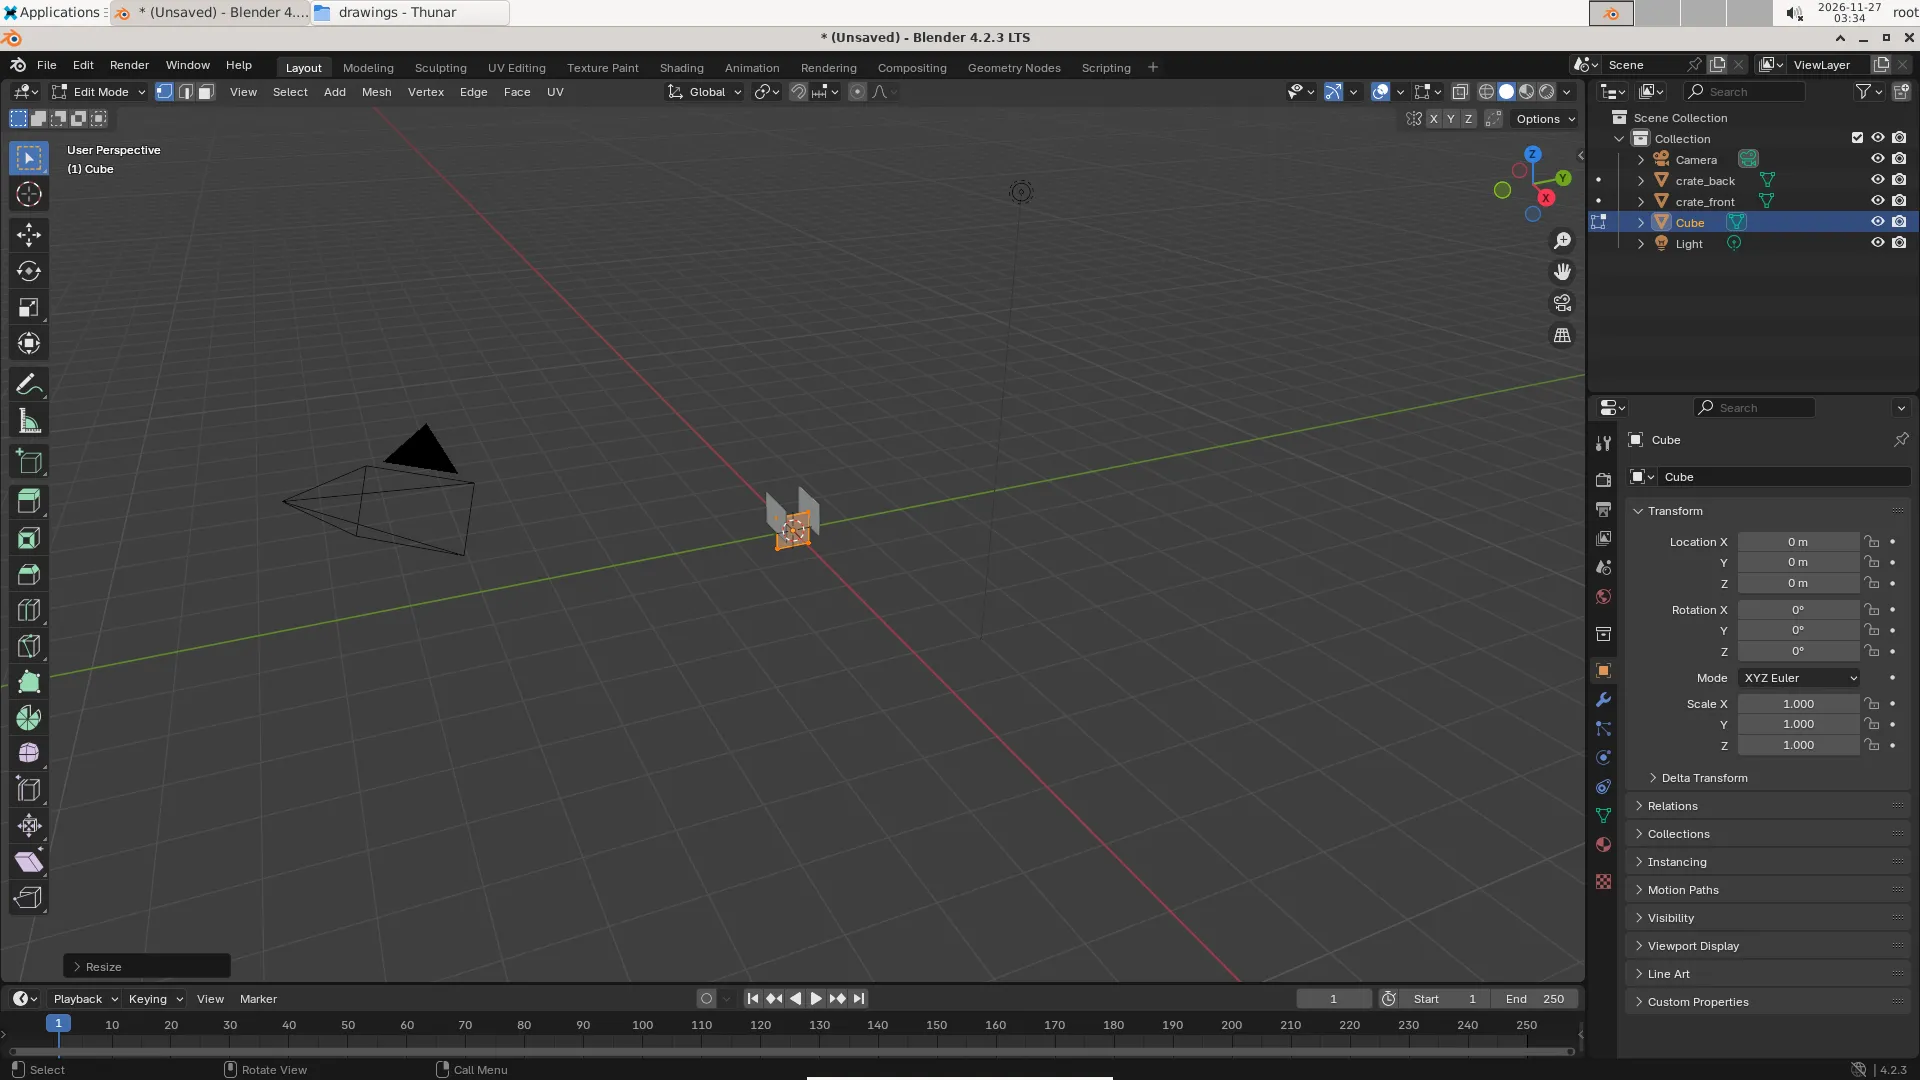 Applications
* (Unsaved) - Blender 4....
drawings - Thunar
2026-11-27
03:34
root
* (Unsaved) - Blender 4.2.3 LTS
File Edit Render Window Help
Layout Modeling Sculpting UV Editing Texture Paint Shading Animation Rendering Compositing Geometry Nodes Scripting
Scene
ViewLayer
Edit Mode
View Select Add Mesh Vertex Edge Face UV
Global
Search
X Y Z
Options
User Perspective
(1) Cube
Z
Y
X
Scene Collection
Collection
Camera
crate_back
crate_front
Cube
Light
Search
Cube
Cube
Transform
Location X 0 m
Y 0 m
Z 0 m
Rotation X 0°
Y 0°
Z 0°
Mode XYZ Euler
Scale X 1.000
Y 1.000
Z 1.000
Delta Transform
Relations
Collections
Instancing
Motion Paths
Visibility
Viewport Display
Line Art
Custom Properties
Resize
Playback Keying View Marker
1
Start 1
End 250
1 10 20 30 40 50 60 70 80 90 100 110 120 130 140 150 160 170 180 190 200 210 220 230 240 250
Select
Rotate View
Call Menu
4.2.3